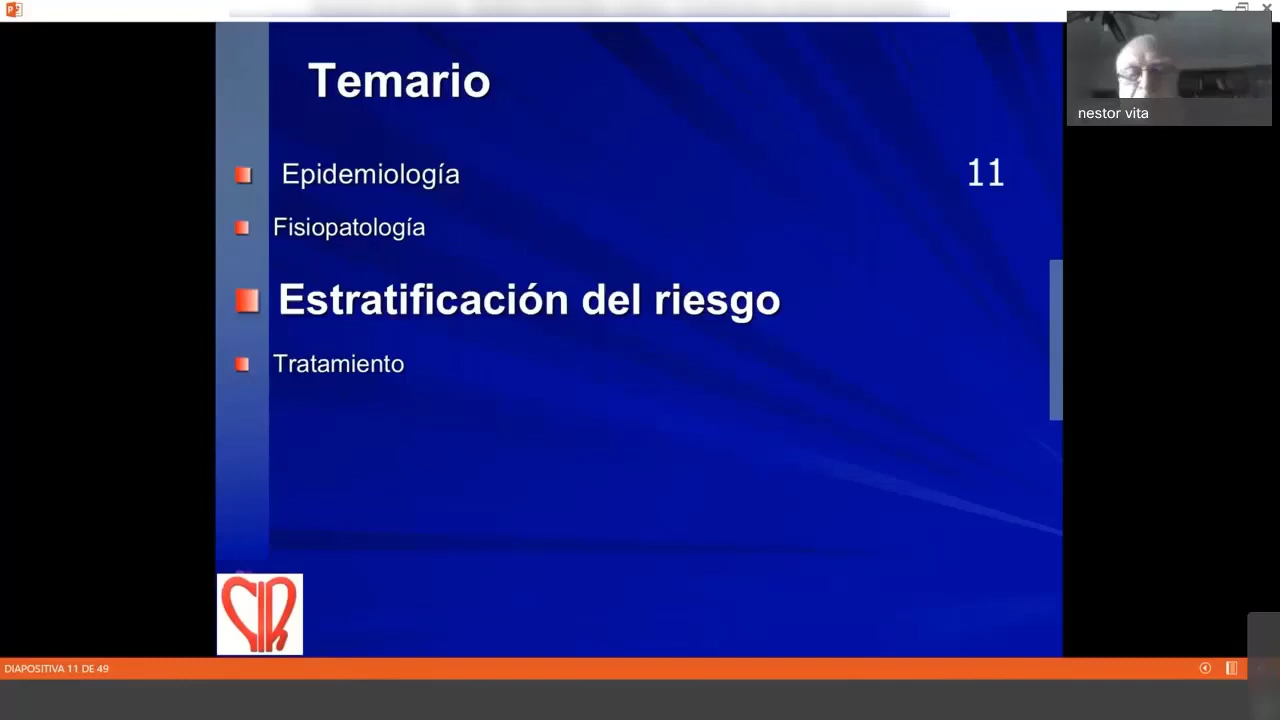 Temario
Epidemiología
11
Fisiopatología
Estratificación del riesgo
Tratamiento
nestor vita
DIAPOSITIVA 11 DE 49